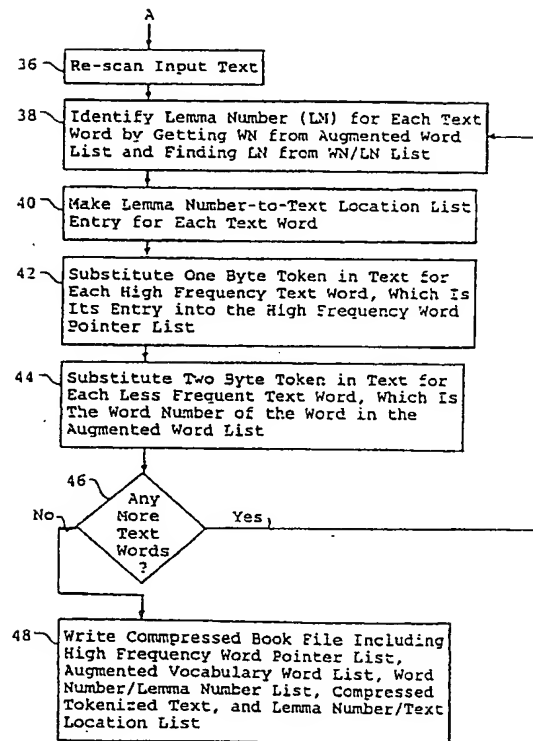 A
36
Re-scan Input Text
38
Identify Lemma Number (LN) for Each Text
Word by Getting WN from Augmented Word
List and Finding LN from WN/LN List
40
Make Lemma Number-to-Text Location List
Entry for Each Text Word
42
Substitute One Byte Token in Text for
Each High Frequency Text Word, Which Is
Its Entry into the High Frequency Word
Pointer List
44
Substitute Two Byte Token in Text for
Each Less Frequent Text Word, Which Is
The Word Number of the Word in the
Augmented Word List
46
Any
More
Text
Words
?
No
Yes
48
Write Commpressed Book File Including
High Frequency Word Pointer List,
Augmented Vocabulary Word List, Word
Number/Lemma Number List, Compressed
Tokenized Text, and Lemma Number/Text
Location List